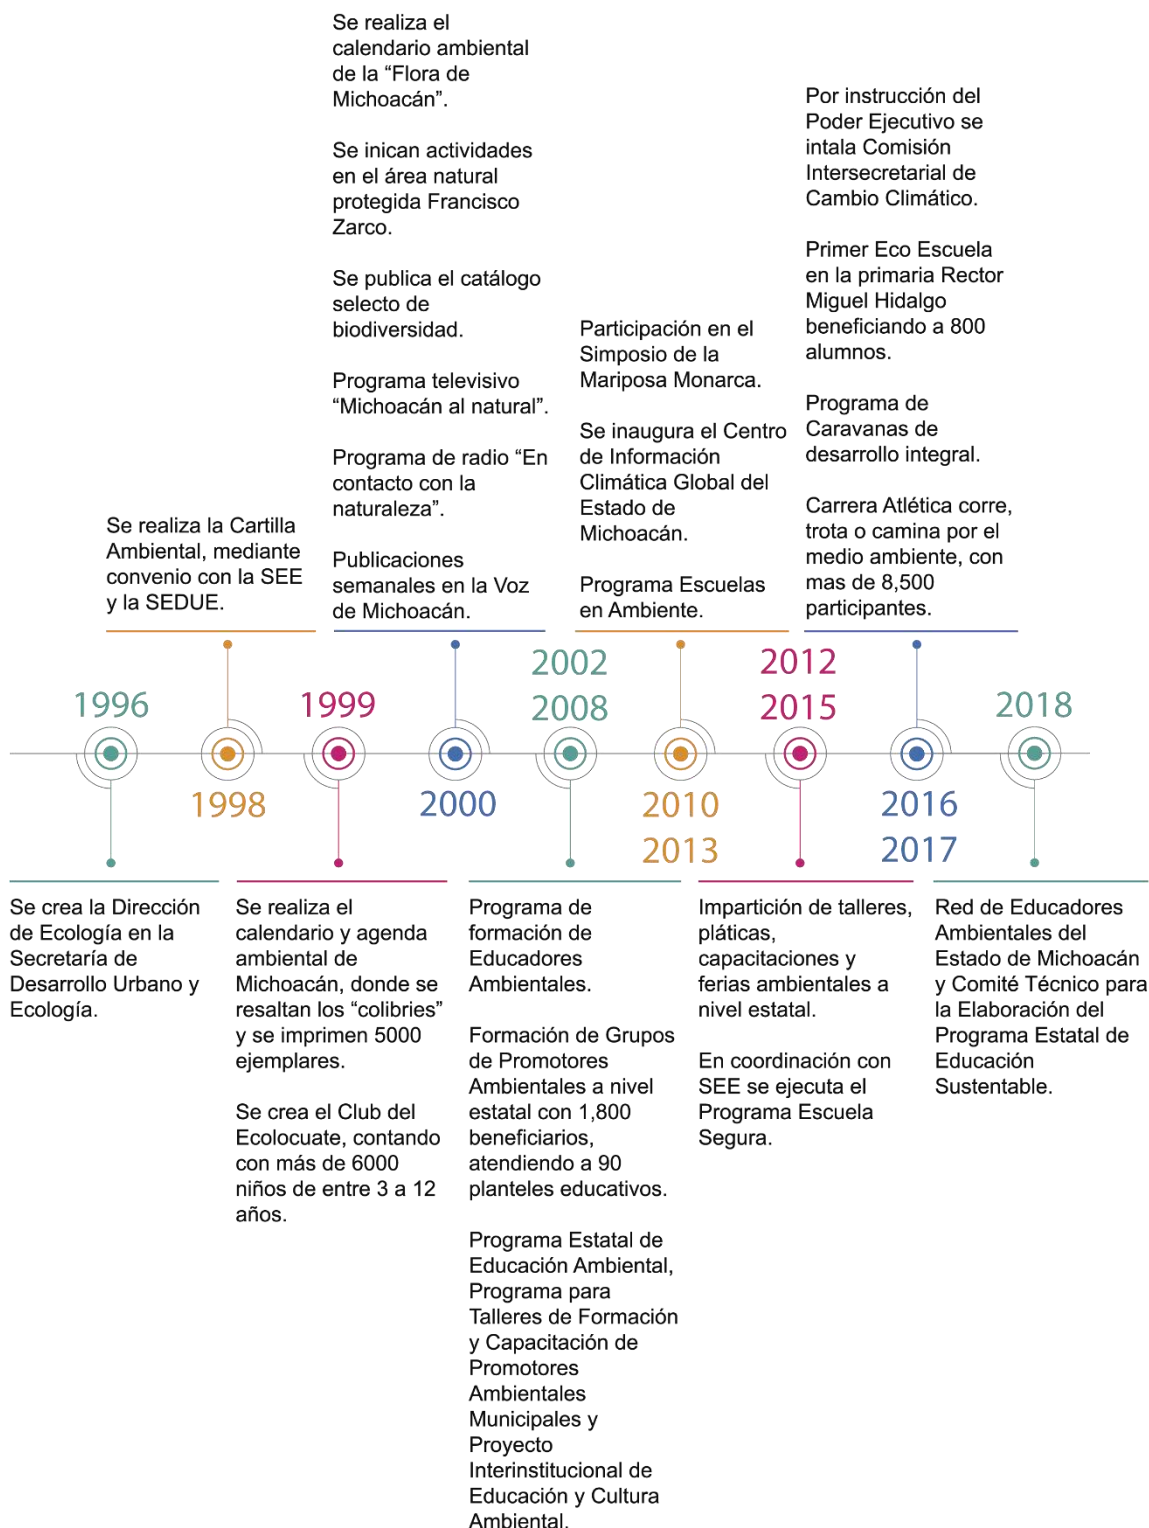 Se realiza el
calendario ambiental
de la “Flora de
Michoacán”.
Se inican actividades
en el área natural
protegida Francisco
Zarco.
Se publica el catálogo
selecto de
biodiversidad.
Programa televisivo
“Michoacán al natural”.
Programa de radio “En
contacto con la
naturaleza”.
Publicaciones
semanales en la Voz
de Michoacán.
Por instrucción del
Poder Ejecutivo se
intala Comisión
Intersecretarial de
Cambio Climático.
Primer Eco Escuela
en la primaria Rector
Miguel Hidalgo
beneficiando a 800
alumnos.
Programa de
Caravanas de
desarrollo integral.
Carrera Atlética corre,
trota o camina por el
medio ambiente, con
mas de 8,500
participantes.
Participación en el
Simposio de la
Mariposa Monarca.
Se inaugura el Centro
de Información
Climática Global del
Estado de
Michoacán.
Programa Escuelas
en Ambiente.
Se realiza la Cartilla
Ambiental, mediante
convenio con la SEE
y la SEDUE.
1996
1998
1999
2000
2002
2008
2010
2013
2012
2015
2016
2017
2018
Se crea la Dirección
de Ecología en la
Secretaría de
Desarrollo Urbano y
Ecología.
Se realiza el
calendario y agenda
ambiental de
Michoacán, donde se
resaltan los “colibries”
y se imprimen 5000
ejemplares.
Se crea el Club del
Ecolocuate, contando
con más de 6000
niños de entre 3 a 12
años.
Programa de
formación de
Educadores
Ambientales.
Formación de Grupos
de Promotores
Ambientales a nivel
estatal con 1,800
beneficiarios,
atendiendo a 90
planteles educativos.
Programa Estatal de
Educación Ambiental,
Programa para
Talleres de Formación
y Capacitación de
Promotores
Ambientales
Municipales y
Proyecto
Interinstitucional de
Educación y Cultura
Ambiental.
Impartición de talleres,
pláticas,
capacitaciones y
ferias ambientales a
nivel estatal.
En coordinación con
SEE se ejecuta el
Programa Escuela
Segura.
Red de Educadores
Ambientales del
Estado de Michoacán
y Comité Técnico para
la Elaboración del
Programa Estatal de
Educación
Sustentable.